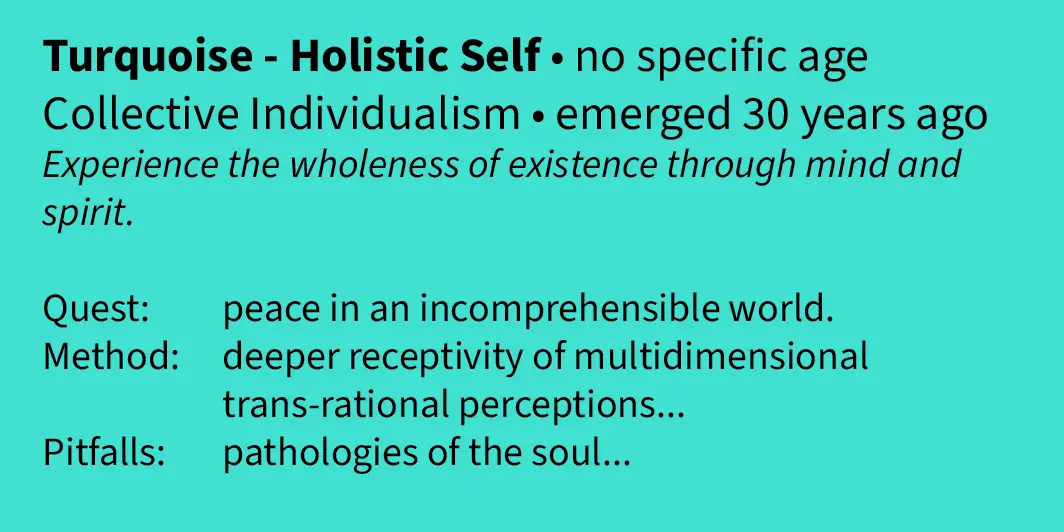 Turquoise - Holistic Self • no specific age
Collective Individualism • emerged 30 years ago
Experience the wholeness of existence through mind and
spirit.
Quest: peace in an incomprehensible world.
Method: deeper receptivity of multidimensional
trans-rational perceptions...
Pitfalls: pathologies of the soul...